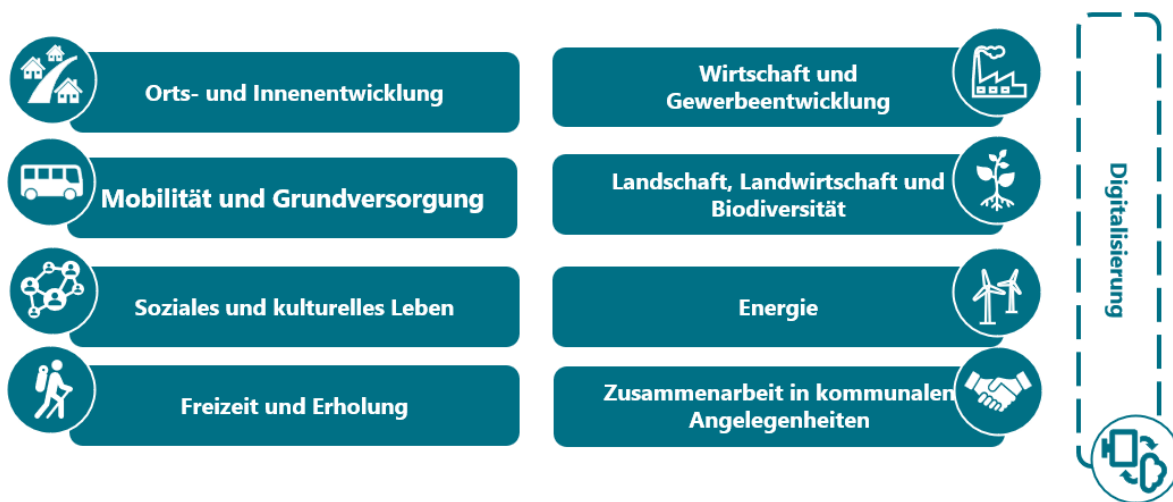 Orts- und Innenentwicklung
Mobilität und Grundversorgung
Soziales und kulturelles Leben
Freizeit und Erholung
Wirtschaft und
Gewerbeentwicklung
Landschaft, Landwirtschaft und
Biodiversität
Energie
Zusammenarbeit in kommunalen
Angelegenheiten
Digitalisierung